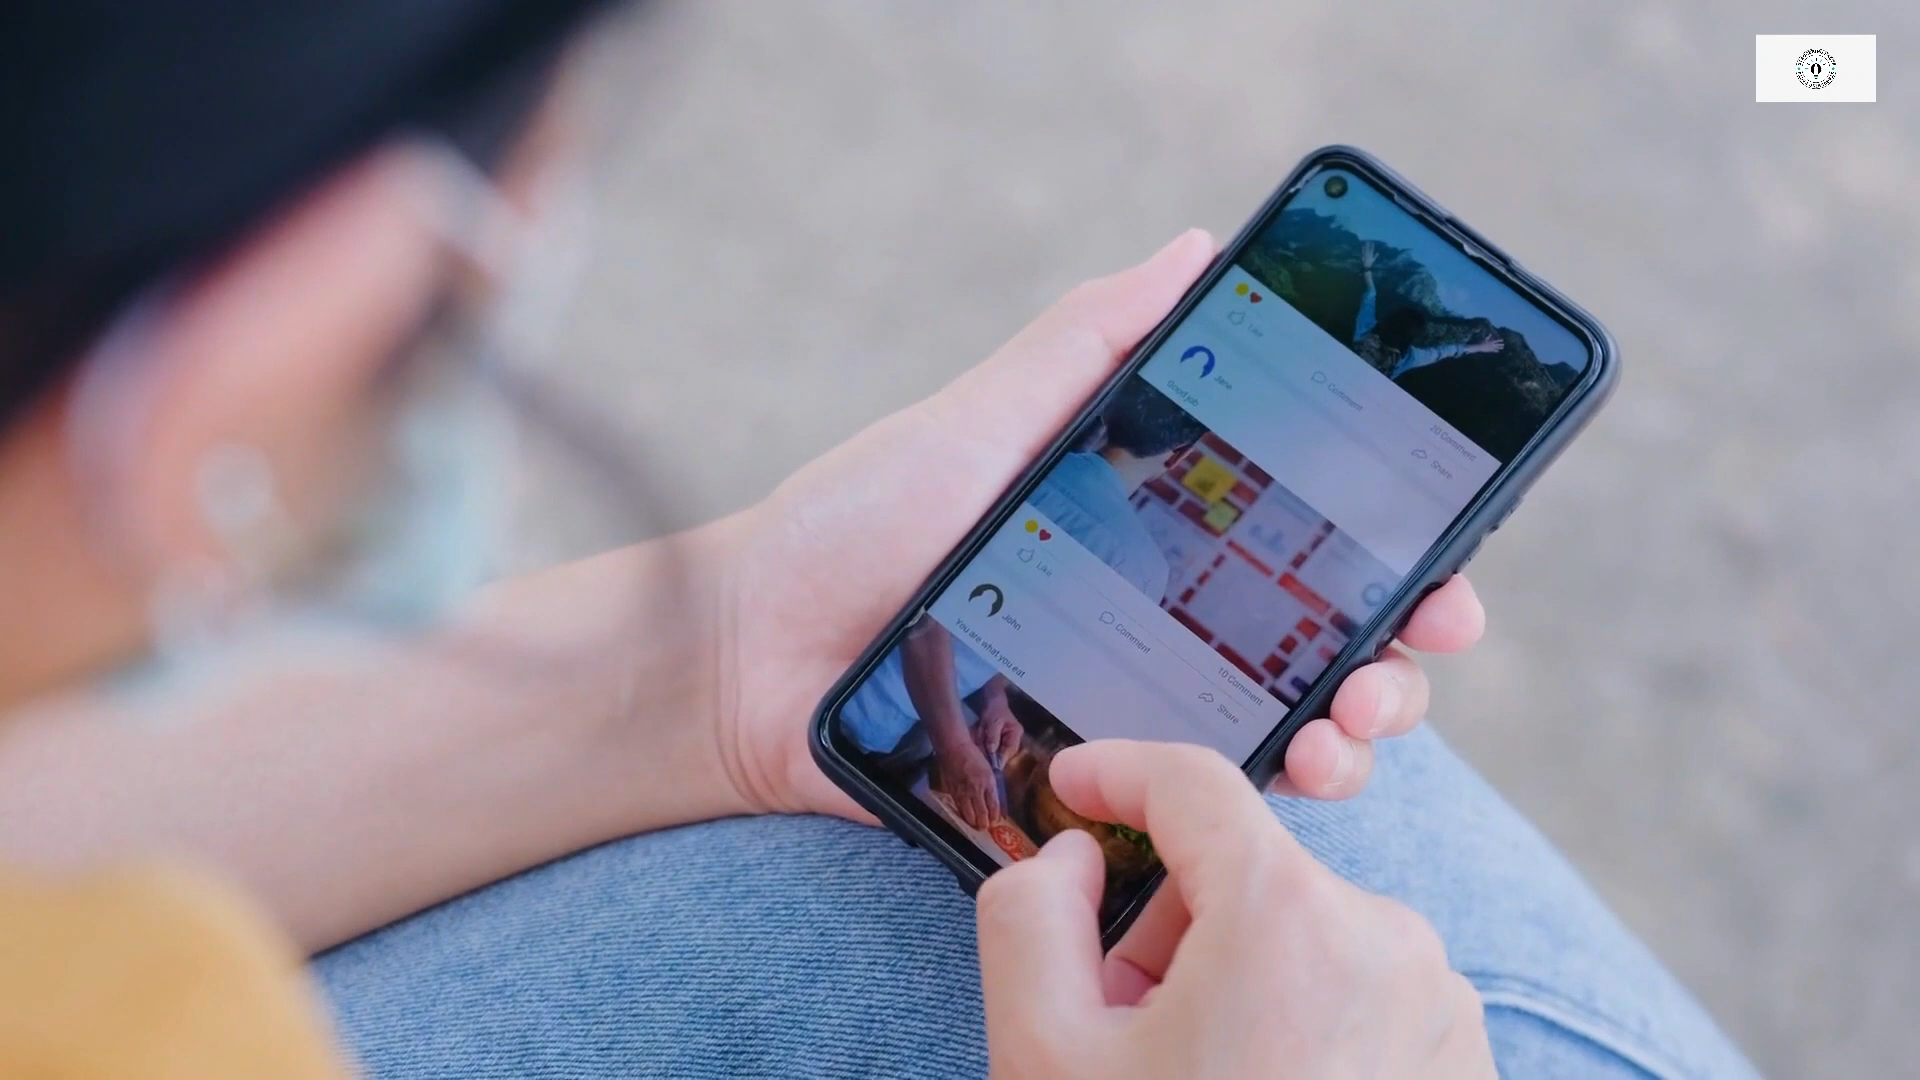 Like
Comment
20 Comment
Share
Jane
Good job
Like
Comment
10 Comment
Share
John
You are what you eat